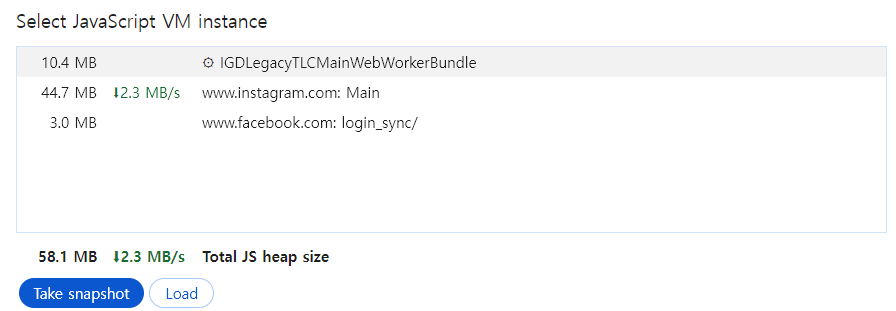 Select JavaScript VM instance
10.4 MB IGDLegacyTLCMainWebWorkerBundle
44.7 MB ⬇2.3 MB/s www.instagram.com: Main
3.0 MB www.facebook.com: login_sync/
58.1 MB ⬇2.3 MB/s Total JS heap size
Take snapshot Load